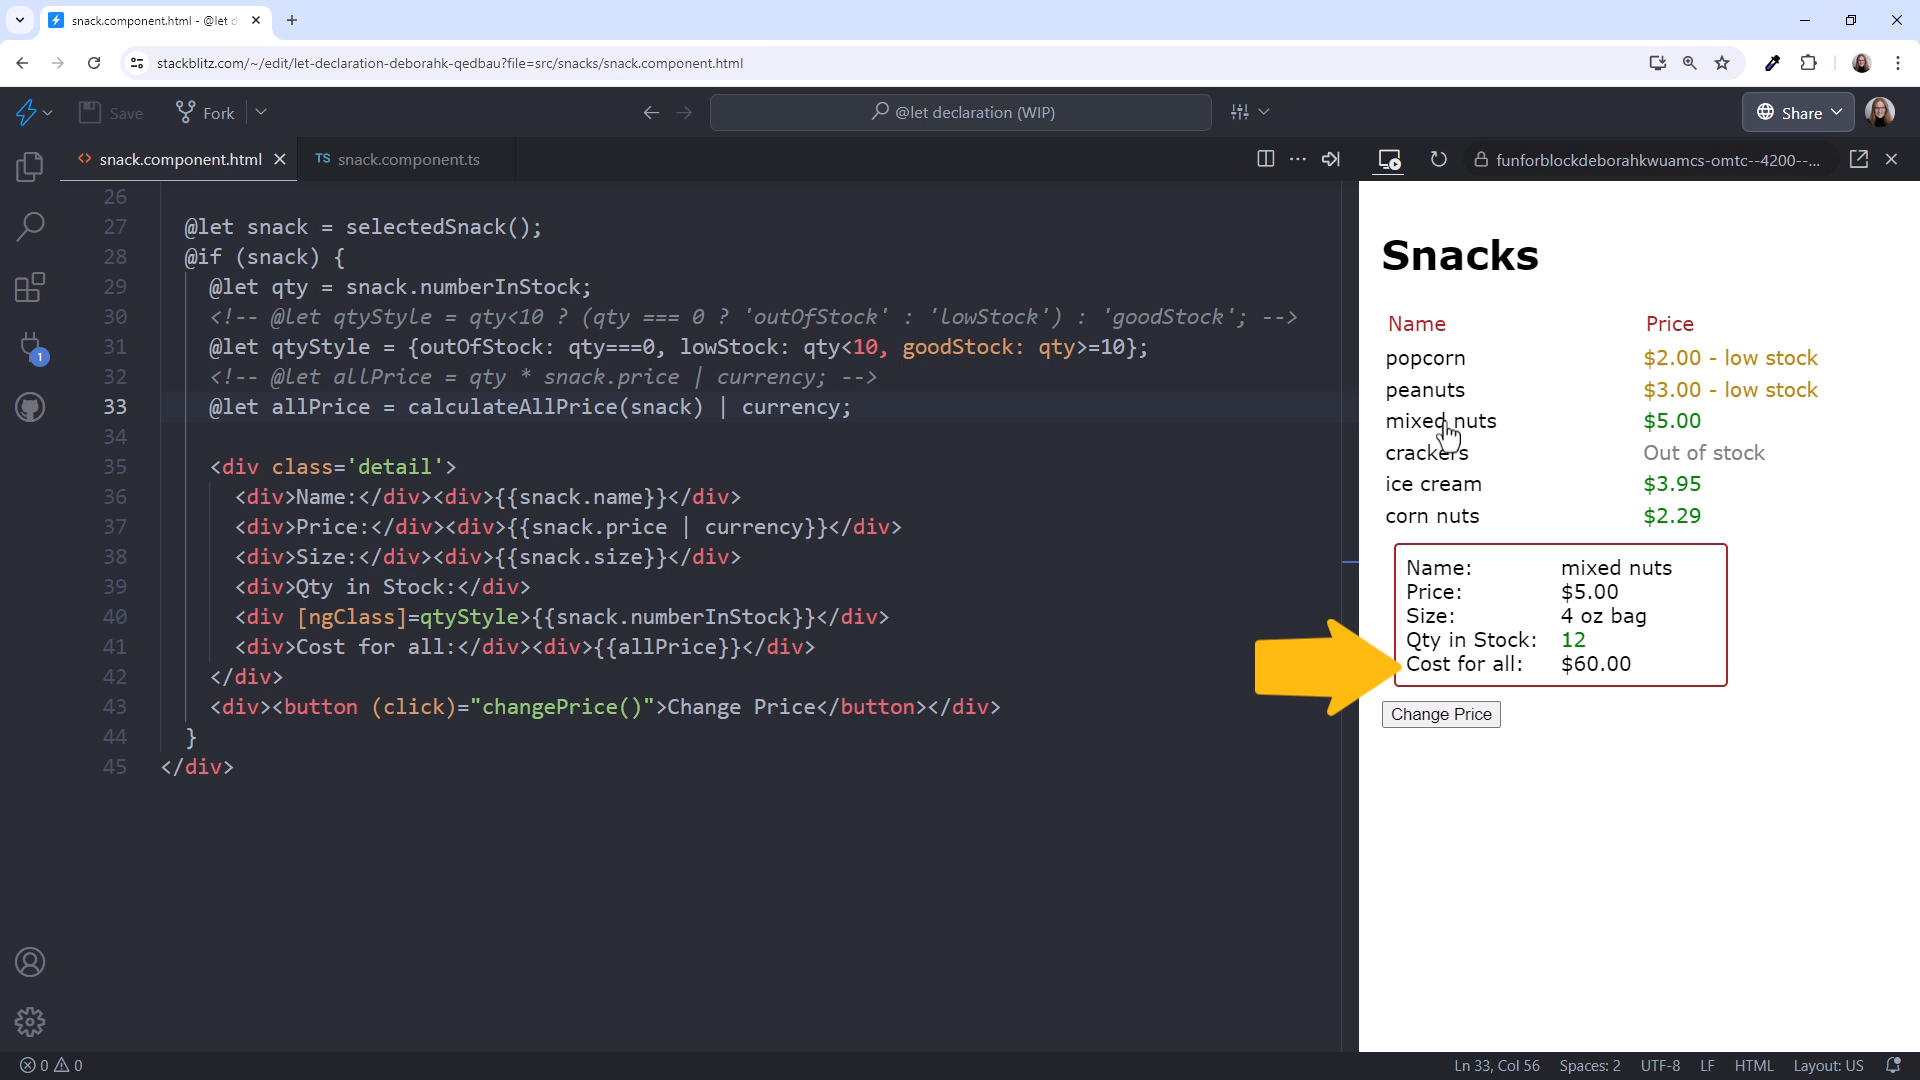 snack.component.html - @let d
stackblitz.com/~/edit/let-declaration-deborahk-qedbau?file=src/snacks/snack.component.html
Save
Fork
@let declaration (WIP)
Share
<> snack.component.html
TS snack.component.ts
funforblockdeborahkwuamcs-omtc--4200--...
26
27 @let snack = selectedSnack();
28 @if (snack) {
29 @let qty = snack.numberInStock;
30 <!-- @let qtyStyle = qty<10 ? (qty === 0 ? 'outOfStock' : 'lowStock') : 'goodStock'; -->
31 @let qtyStyle = {outOfStock: qty===0, lowStock: qty<10, goodStock: qty>=10};
32 <!-- @let allPrice = qty * snack.price | currency; -->
33 @let allPrice = calculateAllPrice(snack) | currency;
34
35 <div class='detail'>
36 <div>Name:</div><div>{{snack.name}}</div>
37 <div>Price:</div><div>{{snack.price | currency}}</div>
38 <div>Size:</div><div>{{snack.size}}</div>
39 <div>Qty in Stock:</div>
40 <div [ngClass]=qtyStyle>{{snack.numberInStock}}</div>
41 <div>Cost for all:</div><div>{{allPrice}}</div>
42 </div>
43 <div><button (click)="changePrice()">Change Price</button></div>
44 }
45 </div>
1
Snacks
Name Price
popcorn $2.00 - low stock
peanuts $3.00 - low stock
mixed nuts $5.00
crackers Out of stock
ice cream $3.95
corn nuts $2.29
Name: mixed nuts
Price: $5.00
Size: 4 oz bag
Qty in Stock: 12
Cost for all: $60.00
Change Price
0 0
Ln 33, Col 56 Spaces: 2 UTF-8 LF HTML Layout: US